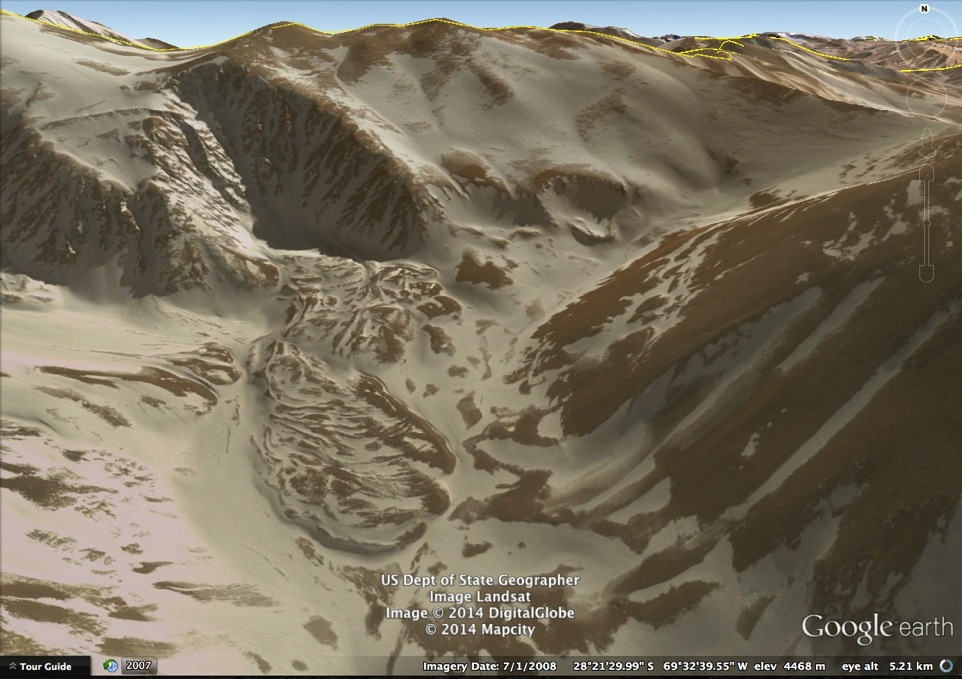 N
US Dept of State Geographer
Image Landsat
Image © 2014 DigitalGlobe
© 2014 Mapcity
Google earth
Tour Guide
2007
Imagery Date: 7/1/2008 28°21'29.99" S 69°32'39.55" W elev 4468 m eye alt 5.21 km